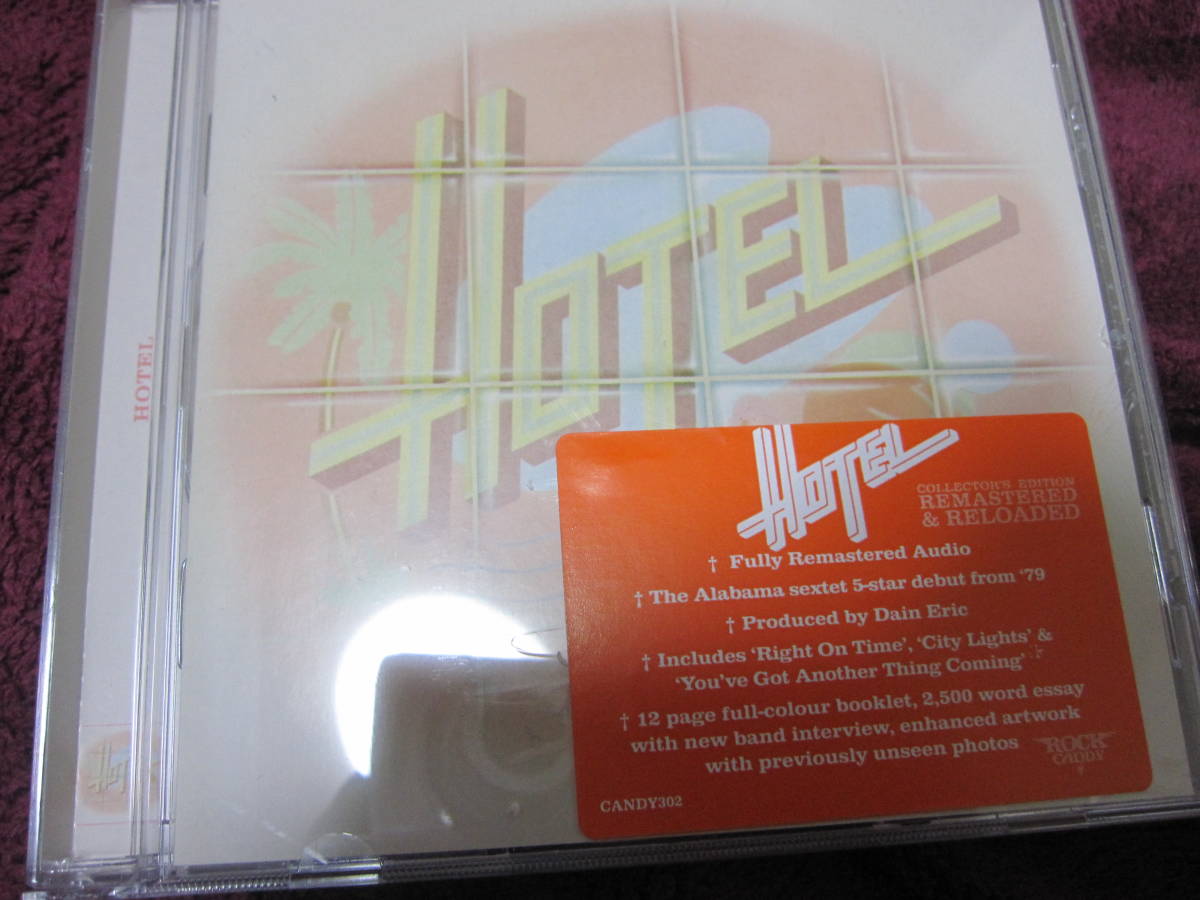 HOTEL
HOTEL
HOTEL
COLLECTOR'S EDITION
REMASTERED
& RELOADED
† Fully Remastered Audio
† The Alabama sextet 5-star debut from '79
† Produced by Dain Eric
† Includes 'Right On Time', 'City Lights' &
'You've Got Another Thing Coming'
† 12 page full-colour booklet, 2,500 word essay
with new band interview, enhanced artwork
with previously unseen photos
ROCK
CANDY
CANDY302